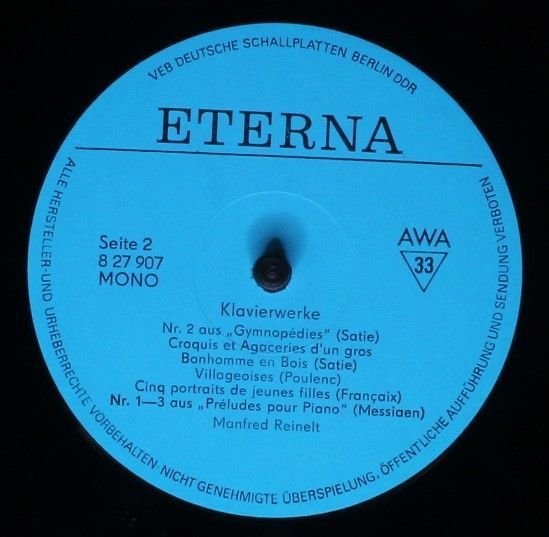 VEB DEUTSCHE SCHALLPLATTEN BERLIN DDR
ETERNA
Seite 2
8 27 907
MONO
AWA
33
Klavierwerke
Nr. 2 aus „Gymnopédies" (Satie)
Croquis et Agaceries d'un gros
Bonhomme en Bois (Satie)
Villageoises (Poulenc)
Cinq portraits de jeunes filles (Françaix)
Nr. 1—3 aus „Préludes pour Piano" (Messiaen)
Manfred Reinelt
ALLE HERSTELLER-UND URHEBERRECHTE VORBEHALTEN·NICHT GENEHMIGTE ÜBERSPIELUNG, ÖFFENTLICHE AUFFÜHRUNG UND SENDUNG VERBOTEN